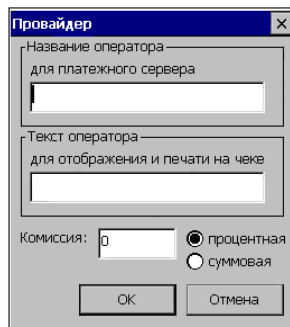 Провайдер
Название оператора
для платежного сервера
Текст оператора
для отображения и печати на чеке
Комиссия: 0 процентная
суммовая
OK Отмена